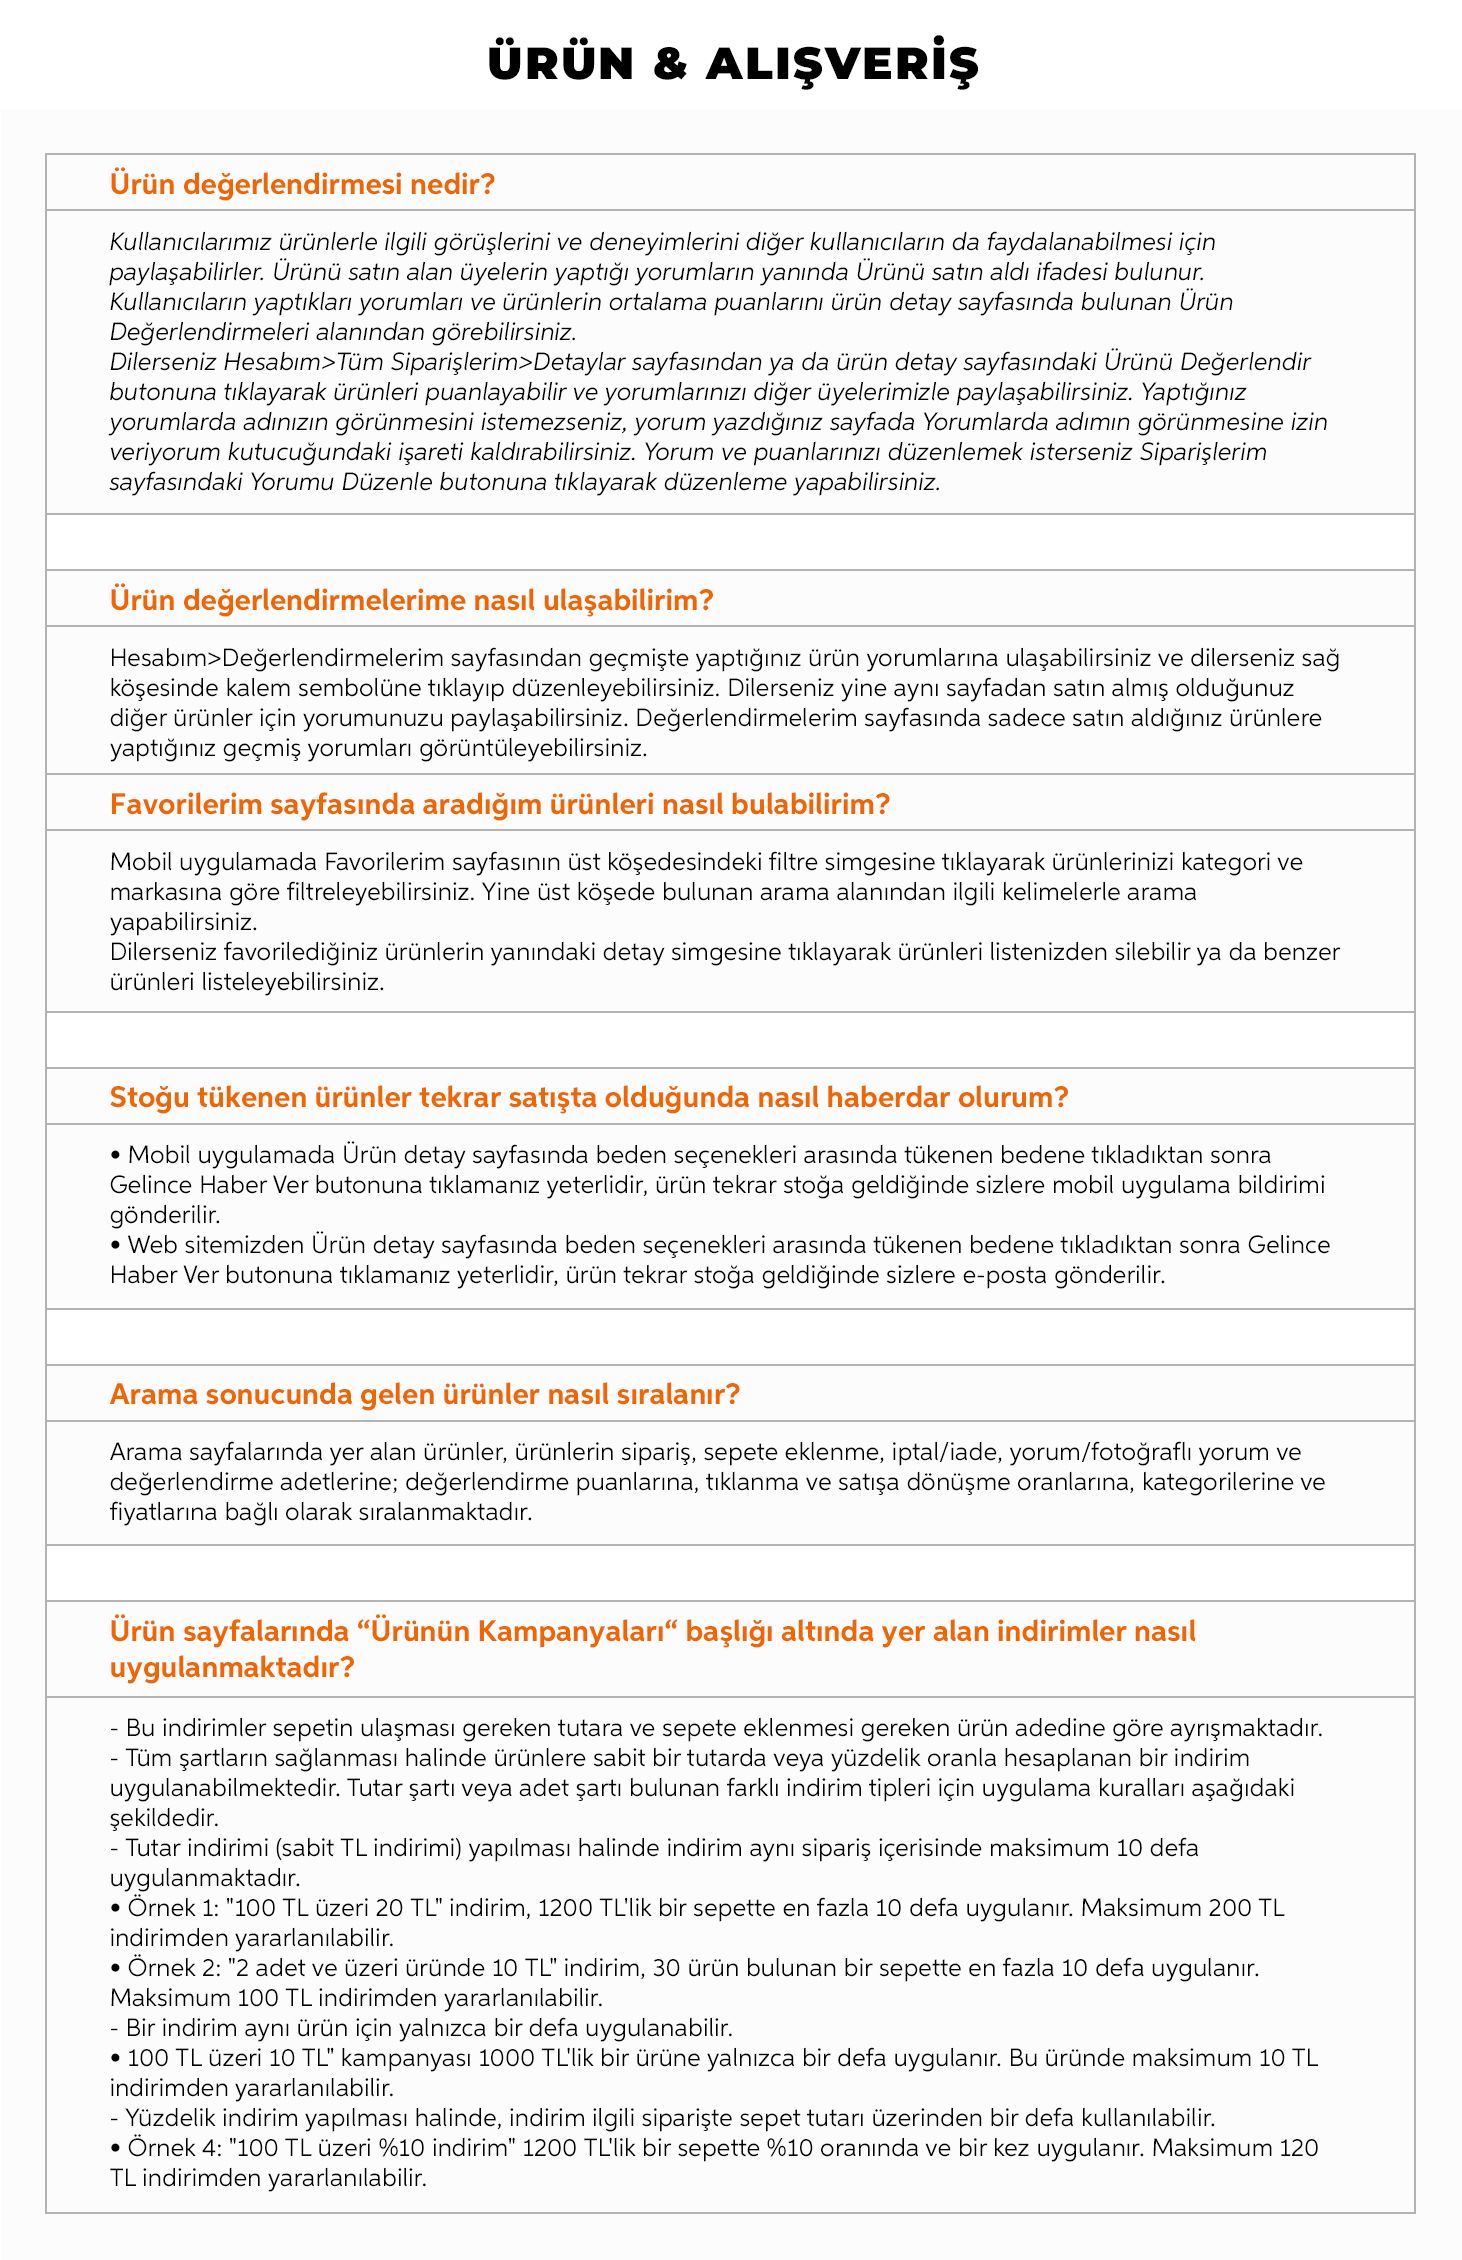 ÜRÜN & ALIŞVERİŞ
Ürün değerlendirmesi nedir?
Kullanıcılarımız ürünlerle ilgili görüşlerini ve deneyimlerini diğer kullanıcıların da faydalanabilmesi için
paylaşabilirler. Ürünü satın alan üyelerin yaptığı yorumların yanında Ürünü satın aldı ifadesi bulunur.
Kullanıcıların yaptıkları yorumları ve ürünlerin ortalama puanlarını ürün detay sayfasında bulunan Ürün
Değerlendirmeleri alanından görebilirsiniz.
Dilerseniz Hesabım>Tüm Siparişlerim>Detaylar sayfasından ya da ürün detay sayfasındaki Ürünü Değerlendir
butonuna tıklayarak ürünleri puanlayabilir ve yorumlarınızı diğer üyelerimizle paylaşabilirsiniz. Yaptığınız
yorumlarda adınızın görünmesini istemezseniz, yorum yazdığınız sayfada Yorumlarda adımın görünmesine izin
veriyorum kutucuğundaki işareti kaldırabilirsiniz. Yorum ve puanlarınızı düzenlemek isterseniz Siparişlerim
sayfasındaki Yorumu Düzenle butonuna tıklayarak düzenleme yapabilirsiniz.
Ürün değerlendirmelerime nasıl ulaşabilirim?
Hesabım>Değerlendirmelerim sayfasından geçmişte yaptığınız ürün yorumlarına ulaşabilirsiniz ve dilerseniz sağ
köşesinde kalem sembolüne tıklayıp düzenleyebilirsiniz. Dilerseniz yine aynı sayfadan satın almış olduğunuz
diğer ürünler için yorumunuzu paylaşabilirsiniz. Değerlendirmelerim sayfasında sadece satın aldığınız ürünlere
yaptığınız geçmiş yorumları görüntüleyebilirsiniz.
Favorilerim sayfasında aradığım ürünleri nasıl bulabilirim?
Mobil uygulamada Favorilerim sayfasının üst köşedesindeki filtre simgesine tıklayarak ürünlerinizi kategori ve
markasına göre filtreleyebilirsiniz. Yine üst köşede bulunan arama alanından ilgili kelimelerle arama
yapabilirsiniz.
Dilerseniz favorilediğiniz ürünlerin yanındaki detay simgesine tıklayarak ürünleri listenizden silebilir ya da benzer
ürünleri listeleyebilirsiniz.
Stoğu tükenen ürünler tekrar satışta olduğunda nasıl haberdar olurum?
• Mobil uygulamada Ürün detay sayfasında beden seçenekleri arasında tükenen bedene tıkladıktan sonra
Gelince Haber Ver butonuna tıklamanız yeterlidir, ürün tekrar stoğa geldiğinde sizlere mobil uygulama bildirimi
gönderilir.
• Web sitemizden Ürün detay sayfasında beden seçenekleri arasında tükenen bedene tıkladıktan sonra Gelince
Haber Ver butonuna tıklamanız yeterlidir, ürün tekrar stoğa geldiğinde sizlere e-posta gönderilir.
Arama sonucunda gelen ürünler nasıl sıralanır?
Arama sayfalarında yer alan ürünler, ürünlerin sipariş, sepete eklenme, iptal/iade, yorum/fotoğraflı yorum ve
değerlendirme adetlerine; değerlendirme puanlarına, tıklanma ve satışa dönüşme oranlarına, kategorilerine ve
fiyatlarına bağlı olarak sıralanmaktadır.
Ürün sayfalarında “Ürünün Kampanyaları“ başlığı altında yer alan indirimler nasıl
uygulanmaktadır?
- Bu indirimler sepetin ulaşması gereken tutara ve sepete eklenmesi gereken ürün adedine göre ayrışmaktadır.
- Tüm şartların sağlanması halinde ürünlere sabit bir tutarda veya yüzdelik oranla hesaplanan bir indirim
uygulanabilmektedir. Tutar şartı veya adet şartı bulunan farklı indirim tipleri için uygulama kuralları aşağıdaki
şekildedir.
- Tutar indirimi (sabit TL indirimi) yapılması halinde indirim aynı sipariş içerisinde maksimum 10 defa
uygulanmaktadır.
• Örnek 1: "100 TL üzeri 20 TL" indirim, 1200 TL'lik bir sepette en fazla 10 defa uygulanır. Maksimum 200 TL
indirimden yararlanılabilir.
• Örnek 2: "2 adet ve üzeri üründe 10 TL" indirim, 30 ürün bulunan bir sepette en fazla 10 defa uygulanır.
Maksimum 100 TL indirimden yararlanılabilir.
- Bir indirim aynı ürün için yalnızca bir defa uygulanabilir.
• 100 TL üzeri 10 TL" kampanyası 1000 TL'lik bir ürüne yalnızca bir defa uygulanır. Bu üründe maksimum 10 TL
indirimden yararlanılabilir.
- Yüzdelik indirim yapılması halinde, indirim ilgili siparişte sepet tutarı üzerinden bir defa kullanılabilir.
• Örnek 4: "100 TL üzeri %10 indirim" 1200 TL'lik bir sepette %10 oranında ve bir kez uygulanır. Maksimum 120
TL indirimden yararlanılabilir.